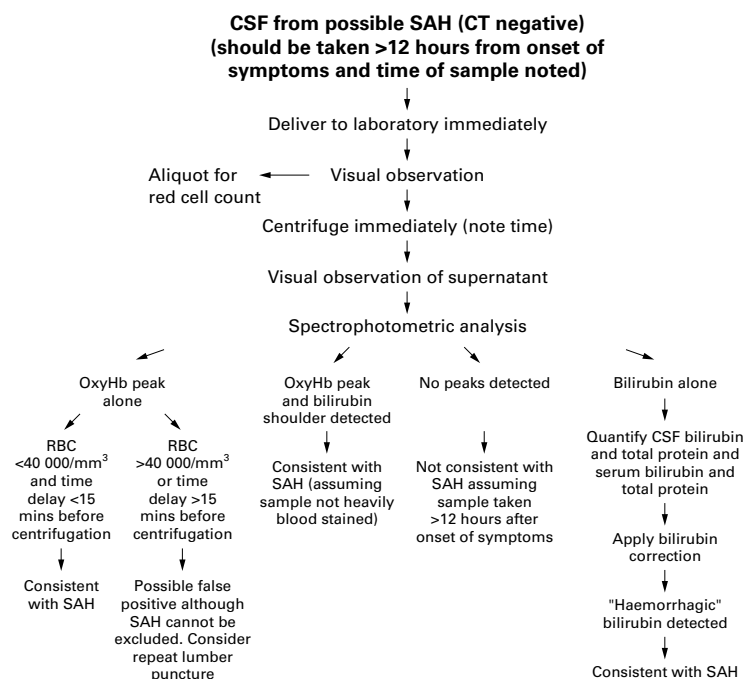 CSF from possible SAH (CT negative)
(should be taken >12 hours from onset of
symptoms and time of sample noted)
Deliver to laboratory immediately
Aliquot for
red cell count
Visual observation
Centrifuge immediately (note time)
Visual observation of supernatant
Spectrophotometric analysis
OxyHb peak
alone
RBC
<40 000/mm³
and time
delay <15
mins before
centrifugation
Consistent
with SAH
RBC
>40 000/mm³
or time
delay >15
mins before
centrifugation
Possible false
positive although
SAH cannot be
excluded. Consider
repeat lumber
puncture
OxyHb peak
and bilirubin
shoulder detected
Consistent with
SAH (assuming
sample not heavily
blood stained)
No peaks detected
Not consistent with
SAH assuming
sample taken
>12 hours after
onset of symptoms
Bilirubin alone
Quantify CSF bilirubin
and total protein and
serum bilirubin and
total protein
Apply bilirubin
correction
"Haemorrhagic"
bilirubin detected
Consistent with SAH